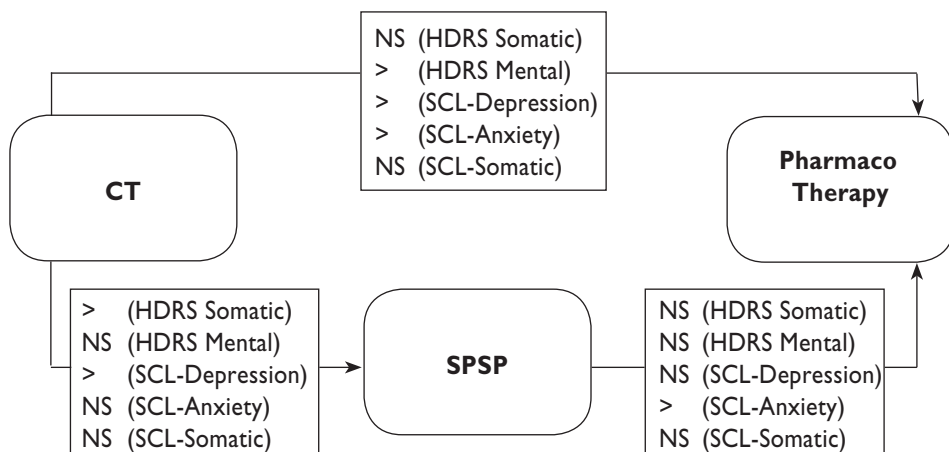 NS (HDRS Somatic)
> (HDRS Mental)
> (SCL-Depression)
> (SCL-Anxiety)
NS (SCL-Somatic)
CT
Pharmaco
Therapy
> (HDRS Somatic)
NS (HDRS Mental)
> (SCL-Depression)
NS (SCL-Anxiety)
NS (SCL-Somatic)
SPSP
NS (HDRS Somatic)
NS (HDRS Mental)
NS (SCL-Depression)
> (SCL-Anxiety)
NS (SCL-Somatic)